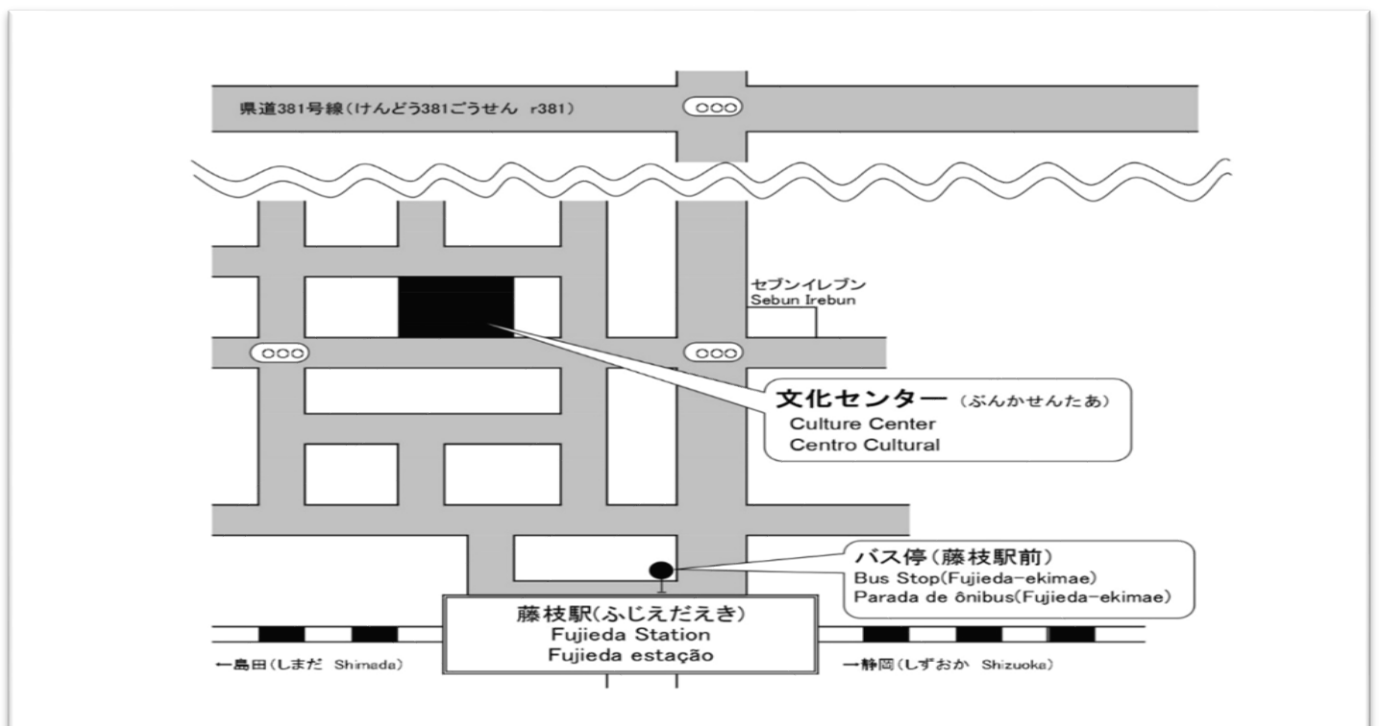 県道381号線(けんどう381ごうせん r381)
セブンイレブン
Sebun Irebun
文化センター (ぶんかせんたあ)
Culture Center
Centro Cultural
バス停(藤枝駅前)
Bus Stop(Fujieda-ekimae)
Parada de ônibus(Fujieda-ekimae)
藤枝駅(ふじえだえき)
Fujieda Station
Fujieda estação
←島田(しまだ Shimada)
→静岡(しずおか Shizuoka)